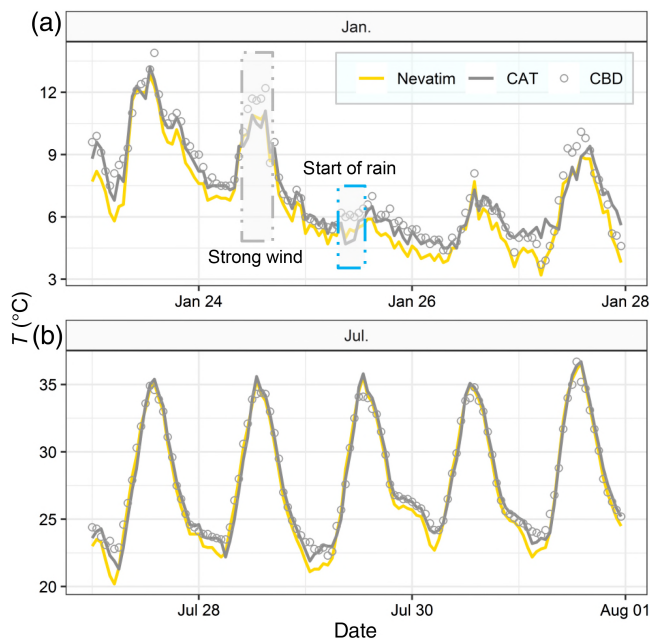 (a)
Jan.
Nevatim CAT CBD
12
9
Start of rain
6
Strong wind
3
Jan 24 Jan 26 Jan 28
T (°C)
(b)
Jul.
35
30
25
20
Jul 28 Jul 30 Aug 01
Date